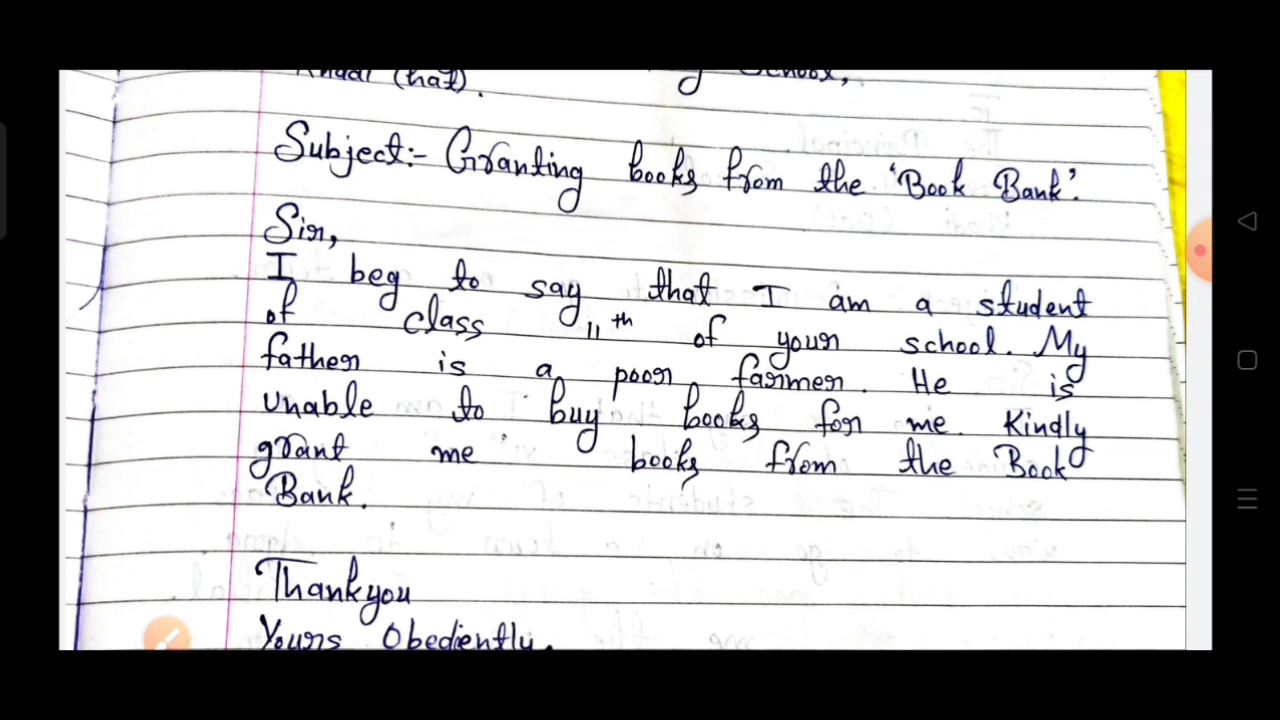 School,
Subject:- Granting books from the 'Book Bank'.
Sir,
I beg to say that I am a student
of class 11th of your school. My
father is a poor farmer. He is
unable to buy books for me. Kindly
grant me books from the Book
Bank.
Thankyou
Yours Obediently,